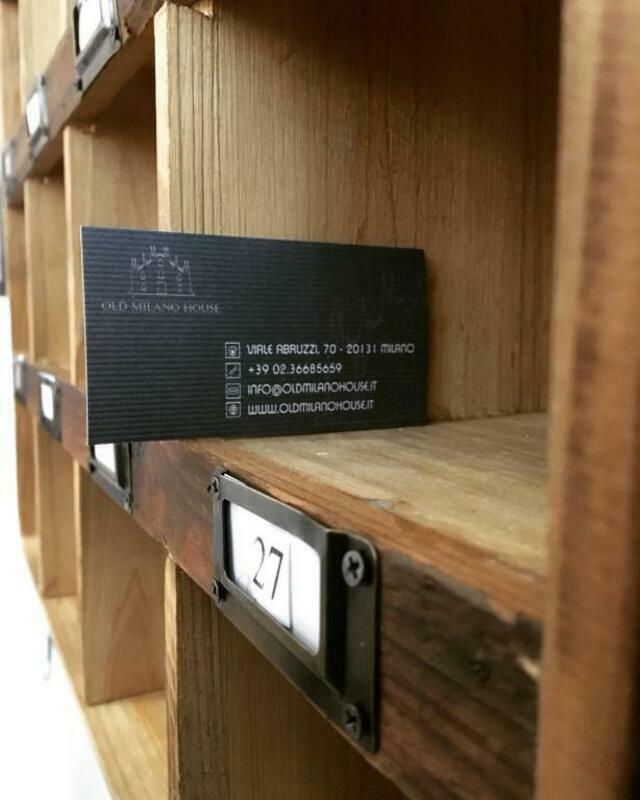 OLD MILANO HOUSE
VIALE ABRUZZI, 70 - 20131 MILANO
+39 02.36685659
INFO@OLDMILANOHOUSE.IT
WWW.OLDMILANOHOUSE.IT
27